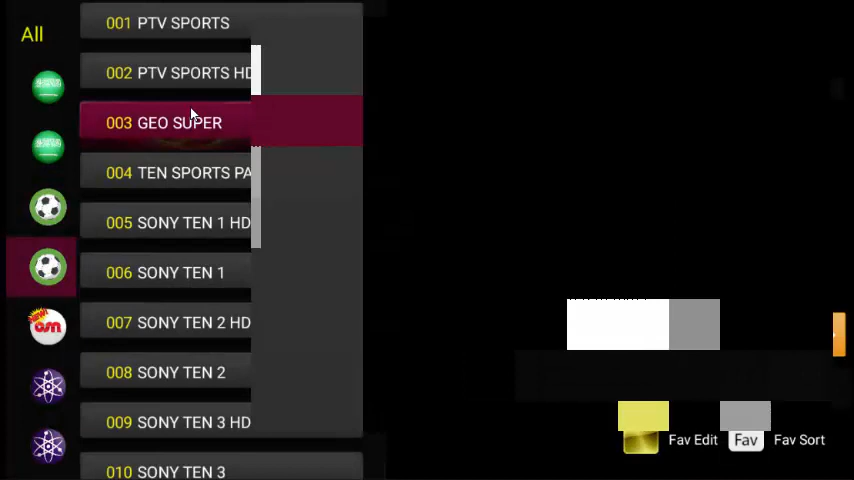 All
001 PTV SPORTS
002 PTV SPORTS HD
003 GEO SUPER
004 TEN SPORTS PA
005 SONY TEN 1 HD
006 SONY TEN 1
007 SONY TEN 2 HD
008 SONY TEN 2
009 SONY TEN 3 HD
010 SONY TEN 3
NEW
OSN
Fav Edit
Fav
Fav Sort